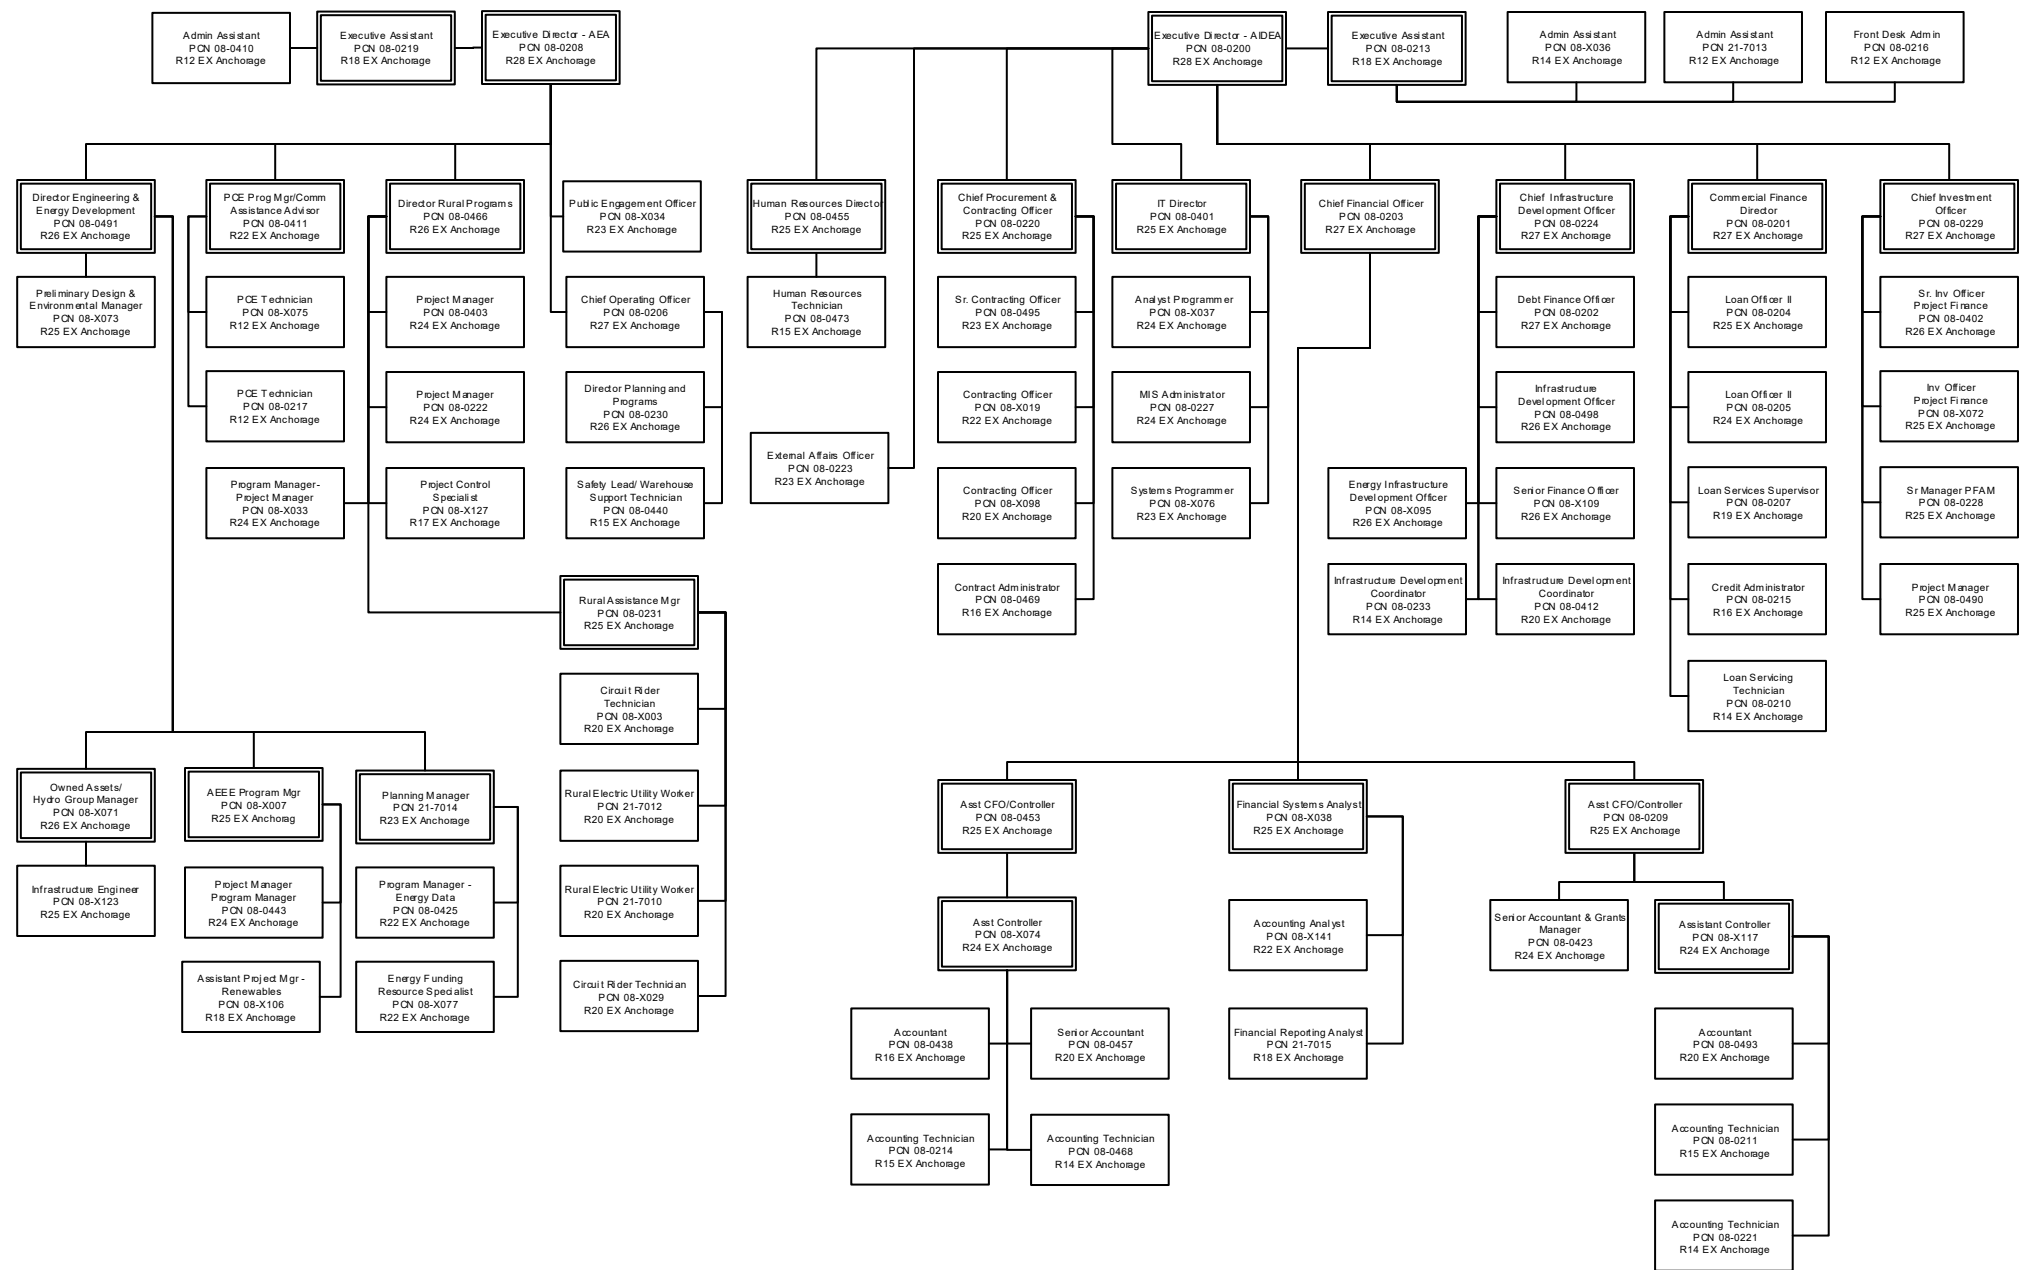 Admin Assistant
PCN 08-0410
R12 EX Anchorage
Executive Assistant
PCN 08-0219
R18 EX Anchorage
Executive Director - AEA
PCN 08-0208
R28 EX Anchorage
Executive Director - AIDEA
PCN 08-0200
R28 EX Anchorage
Executive Assistant
PCN 08-0213
R18 EX Anchorage
Admin Assistant
PCN 08-X036
R14 EX Anchorage
Admin Assistant
PCN 21-7013
R12 EX Anchorage
Front Desk Admin
PCN 08-0216
R12 EX Anchorage
Director Engineering &
Energy Development
PCN 08-0491
R26 EX Anchorage
PCE Prog Mgr/Comm
Assistance Advisor
PCN 08-0411
R22 EX Anchorage
Director Rural Programs
PCN 08-0466
R26 EX Anchorage
Public Engagement Officer
PCN 08-X034
R23 EX Anchorage
Human Resources Director
PCN 08-0455
R25 EX Anchorage
Chief Procurement &
Contracting Officer
PCN 08-0220
R25 EX Anchorage
IT Director
PCN 08-0401
R25 EX Anchorage
Chief Financial Officer
PCN 08-0203
R27 EX Anchorage
Chief Infrastructure
Development Officer
PCN 08-0224
R27 EX Anchorage
Commercial Finance
Director
PCN 08-0201
R27 EX Anchorage
Chief Investment
Officer
PCN 08-0229
R27 EX Anchorage
Preliminary Design &
Environmental Manager
PCN 08-X073
R25 EX Anchorage
PCE Technician
PCN 08-X075
R12 EX Anchorage
Project Manager
PCN 08-0403
R24 EX Anchorage
Chief Operating Officer
PCN 08-0206
R27 EX Anchorage
Human Resources
Technician
PCN 08-0473
R15 EX Anchorage
Sr. Contracting Officer
PCN 08-0495
R23 EX Anchorage
Analyst Programmer
PCN 08-X037
R24 EX Anchorage
Debt Finance Officer
PCN 08-0202
R27 EX Anchorage
Loan Officer II
PCN 08-0204
R25 EX Anchorage
Sr. Inv Officer
Project Finance
PCN 08-0402
R26 EX Anchorage
PCE Technician
PCN 08-0217
R12 EX Anchorage
Project Manager
PCN 08-0222
R24 EX Anchorage
Director Planning and
Programs
PCN 08-0230
R26 EX Anchorage
Contracting Officer
PCN 08-X019
R22 EX Anchorage
MIS Administrator
PCN 08-0227
R24 EX Anchorage
Infrastructure
Development Officer
PCN 08-0498
R26 EX Anchorage
Loan Officer II
PCN 08-0205
R24 EX Anchorage
Inv Officer
Project Finance
PCN 08-X072
R25 EX Anchorage
External Affairs Officer
PCN 08-0223
R23 EX Anchorage
Program Manager-
Project Manager
PCN 08-X033
R24 EX Anchorage
Project Control
Specialist
PCN 08-X127
R17 EX Anchorage
Safety Lead/ Warehouse
Support Technician
PCN 08-0440
R15 EX Anchorage
Contracting Officer
PCN 08-X098
R20 EX Anchorage
Systems Programmer
PCN 08-X076
R23 EX Anchorage
Energy Infrastructure
Development Officer
PCN 08-X095
R26 EX Anchorage
Senior Finance Officer
PCN 08-X109
R26 EX Anchorage
Loan Services Supervisor
PCN 08-0207
R19 EX Anchorage
Sr Manager PFAM
PCN 08-0228
R25 EX Anchorage
Rural Assistance Mgr
PCN 08-0231
R25 EX Anchorage
Contract Administrator
PCN 08-0469
R16 EX Anchorage
Infrastructure Development
Coordinator
PCN 08-0233
R14 EX Anchorage
Infrastructure Development
Coordinator
PCN 08-0412
R20 EX Anchorage
Credit Administrator
PCN 08-0215
R16 EX Anchorage
Project Manager
PCN 08-0490
R25 EX Anchorage
Circuit Rider
Technician
PCN 08-X003
R20 EX Anchorage
Loan Servicing
Technician
PCN 08-0210
R14 EX Anchorage
Owned Assets/
Hydro Group Manager
PCN 08-X071
R26 EX Anchorage
AEEE Program Mgr
PCN 08-X007
R25 EX Anchorag
Planning Manager
PCN 21-7014
R23 EX Anchorage
Rural Electric Utility Worker
PCN 21-7012
R20 EX Anchorage
Asst CFO/Controller
PCN 08-0453
R25 EX Anchorage
Financial Systems Analyst
PCN 08-X038
R25 EX Anchorage
Asst CFO/Controller
PCN 08-0209
R25 EX Anchorage
Infrastructure Engineer
PCN 08-X123
R25 EX Anchorage
Project Manager
Program Manager
PCN 08-0443
R24 EX Anchorage
Program Manager -
Energy Data
PCN 08-0425
R22 EX Anchorage
Rural Electric Utility Worker
PCN 21-7010
R20 EX Anchorage
Asst Controller
PCN 08-X074
R24 EX Anchorage
Accounting Analyst
PCN 08-X141
R22 EX Anchorage
Senior Accountant & Grants
Manager
PCN 08-0423
R24 EX Anchorage
Assistant Controller
PCN 08-X117
R24 EX Anchorage
Assistant Project Mgr -
Renewables
PCN 08-X106
R18 EX Anchorage
Energy Funding
Resource Specialist
PCN 08-X077
R22 EX Anchorage
Circuit Rider Technician
PCN 08-X029
R20 EX Anchorage
Accountant
PCN 08-0438
R16 EX Anchorage
Senior Accountant
PCN 08-0457
R20 EX Anchorage
Financial Reporting Analyst
PCN 21-7015
R18 EX Anchorage
Accountant
PCN 08-0493
R20 EX Anchorage
Accounting Technician
PCN 08-0214
R15 EX Anchorage
Accounting Technician
PCN 08-0468
R14 EX Anchorage
Accounting Technician
PCN 08-0211
R15 EX Anchorage
Accounting Technician
PCN 08-0221
R14 EX Anchorage